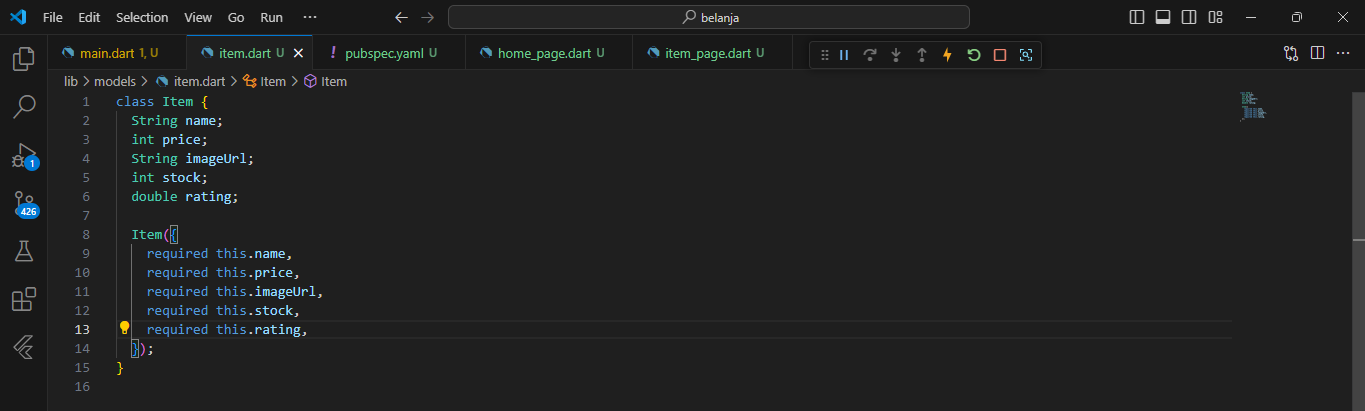 File Edit Selection View Go Run ···
belanja
main.dart 1, U
item.dart U
pubspec.yaml U
home_page.dart U
item_page.dart U
lib > models > item.dart > Item > Item
1 class Item {
2 String name;
3 int price;
4 String imageUrl;
5 int stock;
6 double rating;
7
8 Item({
9 required this.name,
10 required this.price,
11 required this.imageUrl,
12 required this.stock,
13 required this.rating,
14 });
15 }
16
1
426